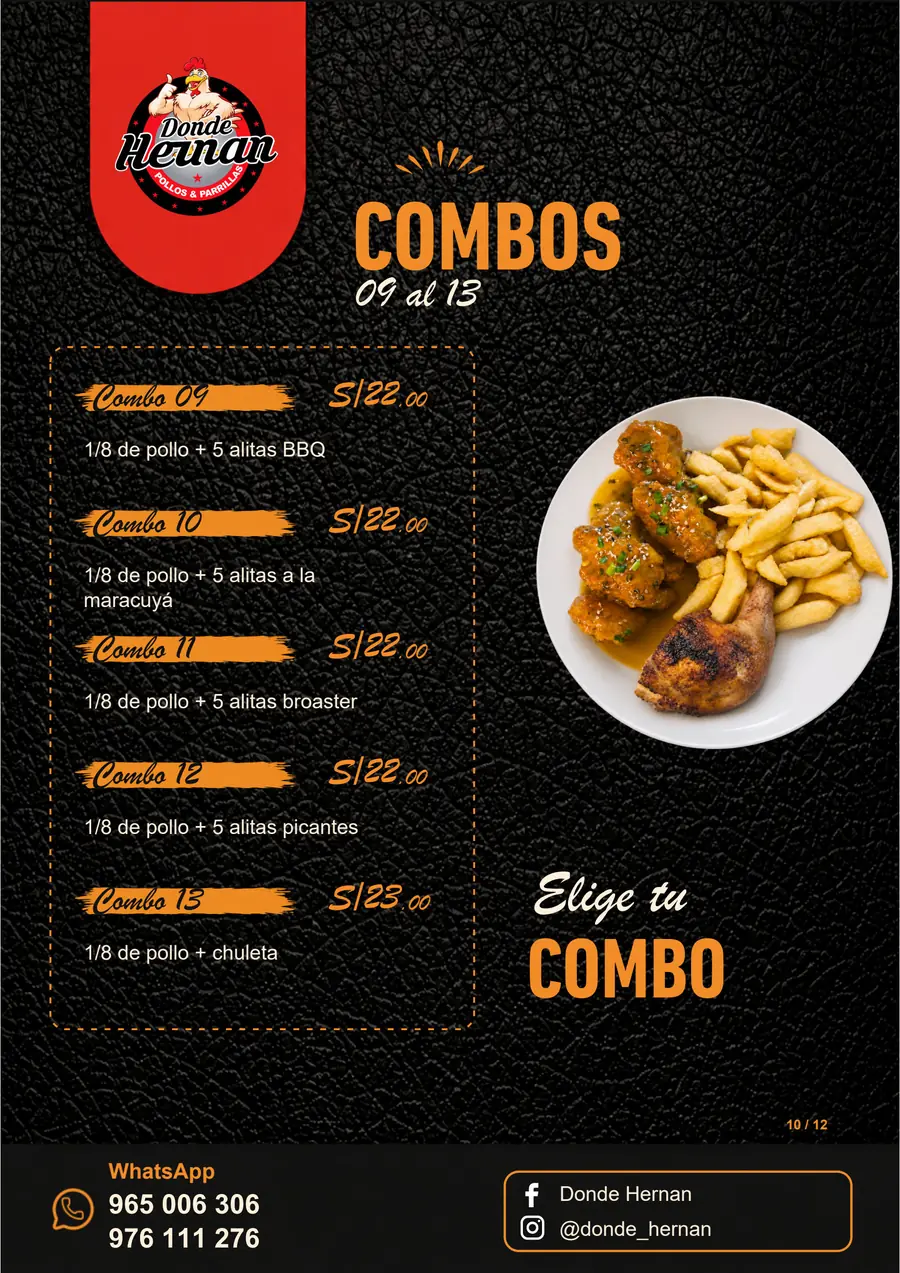 Donde
Hernan
POLLOS & PARRILLAS
COMBOS
09 al 13
Combo 09 S/22.00
1/8 de pollo + 5 alitas BBQ
Combo 10 S/22.00
1/8 de pollo + 5 alitas a la
maracuyá
Combo 11 S/22.00
1/8 de pollo + 5 alitas broaster
Combo 12 S/22.00
1/8 de pollo + 5 alitas picantes
Combo 13 S/23.00
1/8 de pollo + chuleta
Elige tu
COMBO
10 / 12
WhatsApp
965 006 306
976 111 276
Donde Hernan
@donde_hernan